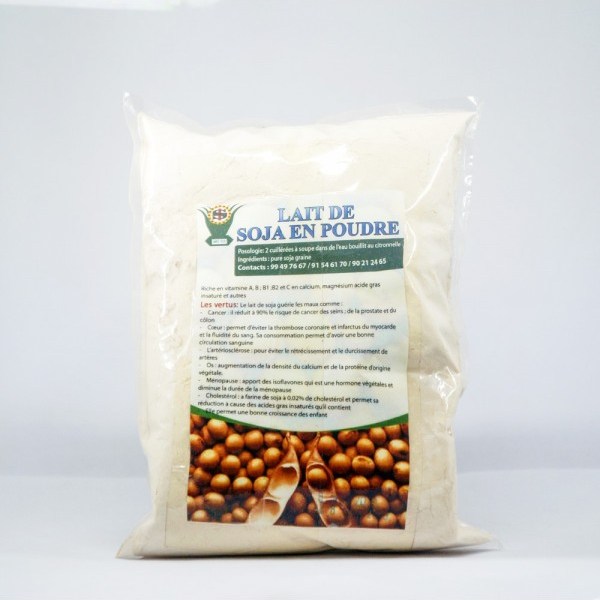 LAIT DE
SOJA EN POUDRE
Posologie: 2 cuillérées à soupe dans de l'eau bouillit au citronnelle
Ingrédients : pure soja graine
Contacts : 99 49 76 67 / 91 54 61 70 / 90 21 24 65
Riche en vitamine A, B ; B1 ;B2 et C en calcium, magnésium acide gras
insaturé et autres
Les vertus: Le lait de soja guérie les maux comme :
- Cancer : il réduit à 90% le risque de cancer des seins ; de la prostate et du
côlon
- Cœur : permet d'éviter la thrombose coronaire et infarctus du myocarde
et la fluidité du sang. Sa consommation permet d'avoir une bonne
circulation sanguine
- L'artériosclérose : pour éviter le rétrécissement et le durcissement de
artères
- Os : augmentation de la densité du calcium et de la protéine d'origine
végétale.
- Menopause : apport des isoflavones qui est une hormone végétales et
diminue la durée de la ménopause
- Cholestérol : a farine de soja à 0,02% de cholestérol et permet sa
réduction à cause des acides gras insaturés qu'il contient
- Elle permet une bonne croissance des enfant